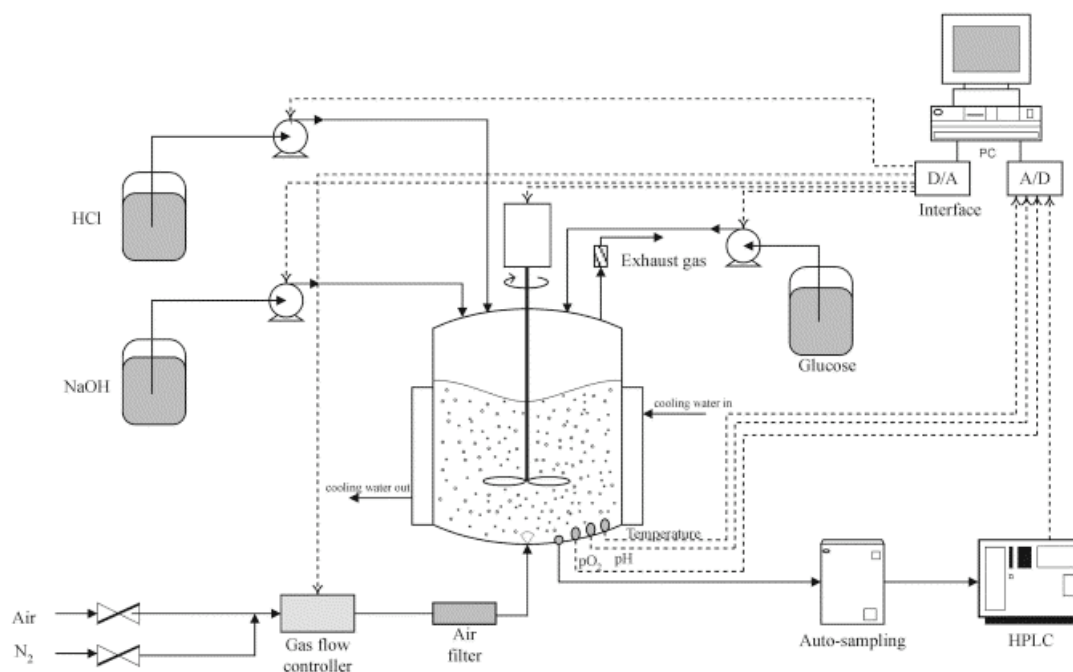 PC
D/A
A/D
Interface
HCl
Exhaust gas
NaOH
Glucose
cooling water in
cooling water out
Temperature
pH
pO2
Air
N2
Gas flow
controller
Air
filter
Auto-sampling
HPLC